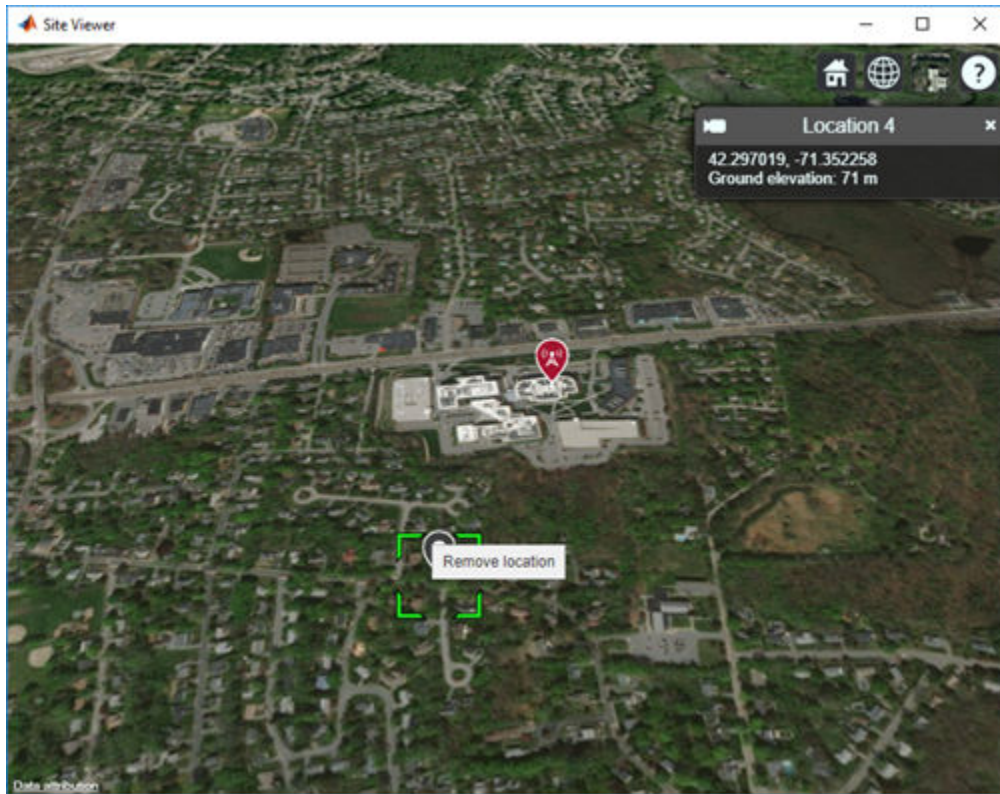 Site Viewer
Location 4
42.297019, -71.352258
Ground elevation: 71 m
Remove location
Data attribution